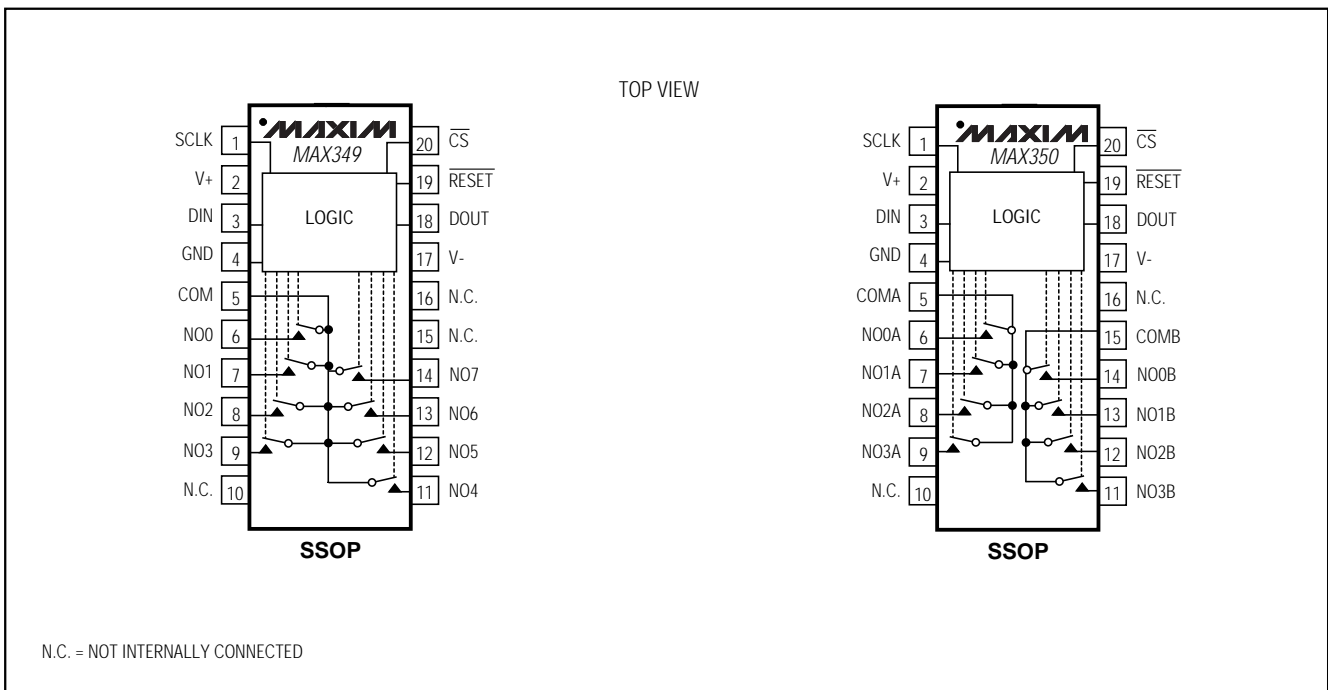 TOP VIEW
MAXIM
MAX349
SCLK 1 20 CS
V+ 2 19 RESET
DIN 3 LOGIC 18 DOUT
GND 4 17 V-
COM 5 16 N.C.
NO0 6 15 N.C.
NO1 7 14 NO7
NO2 8 13 NO6
NO3 9 12 NO5
N.C. 10 11 NO4
SSOP
MAXIM
MAX350
SCLK 1 20 CS
V+ 2 19 RESET
DIN 3 LOGIC 18 DOUT
GND 4 17 V-
COMA 5 16 N.C.
NO0A 6 15 COMB
NO1A 7 14 NO0B
NO2A 8 13 NO1B
NO3A 9 12 NO2B
N.C. 10 11 NO3B
SSOP
N.C. = NOT INTERNALLY CONNECTED